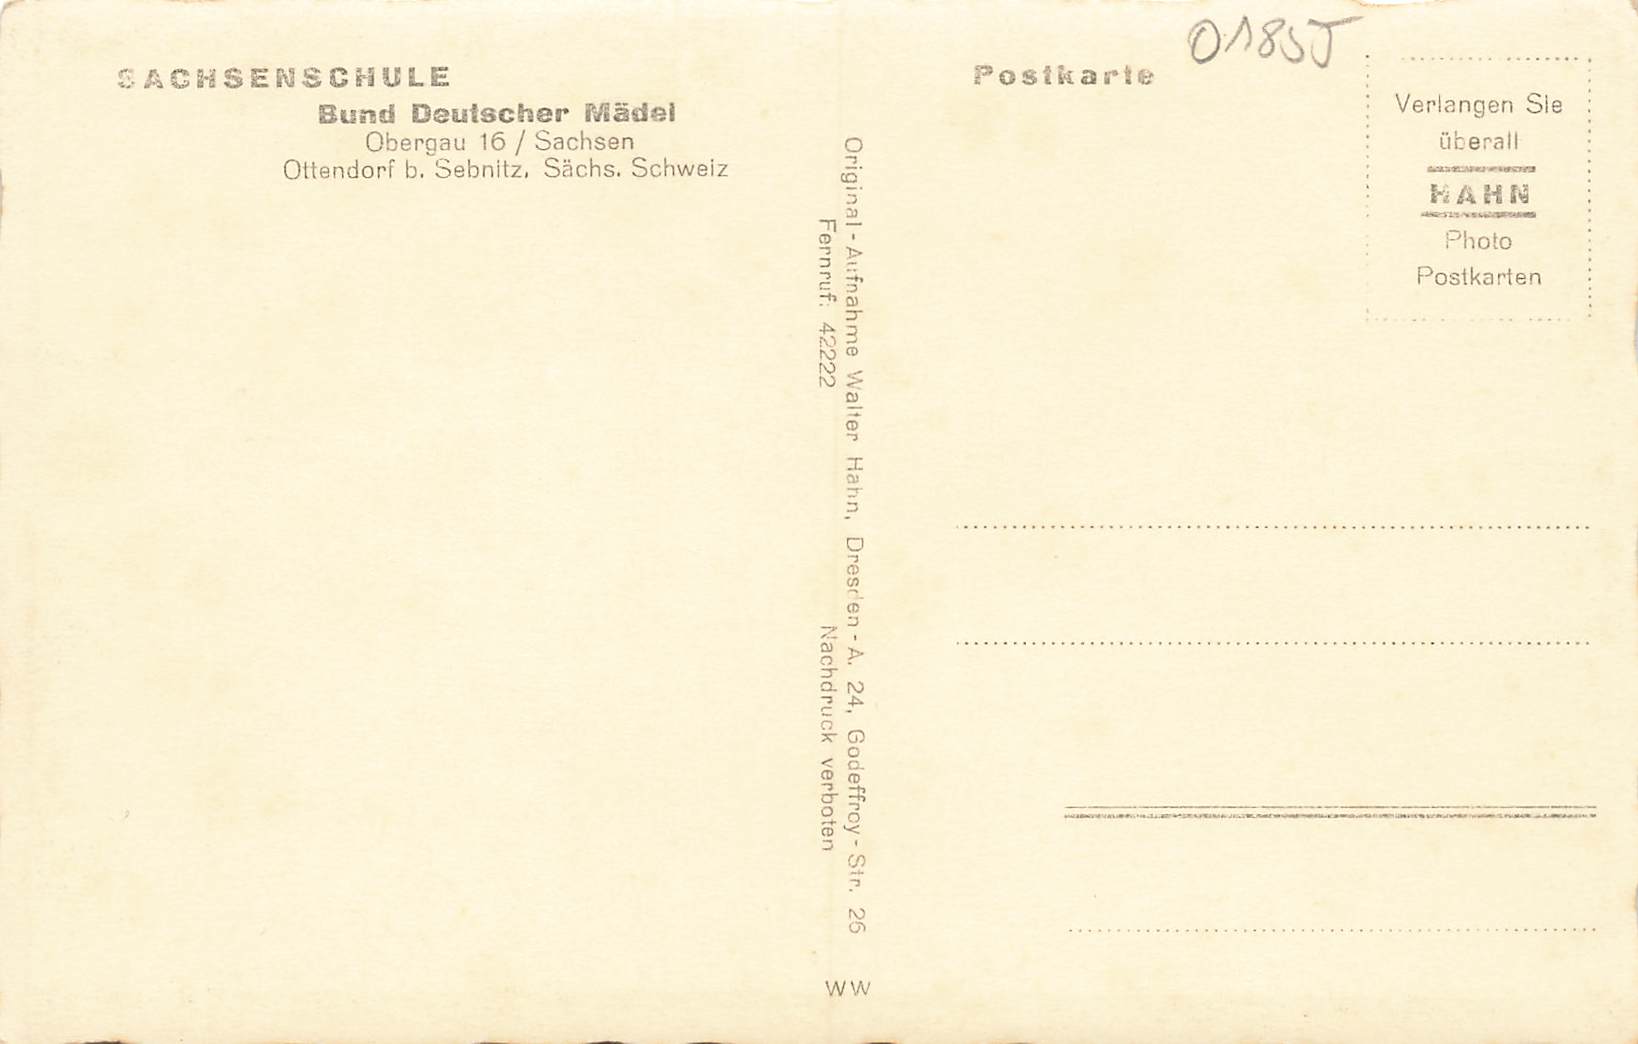 SACHSENSCHULE
Bund Deutscher Mädel
Obergau 16 / Sachsen
Ottendorf b. Sebnitz, Sächs. Schweiz
Original-Aufnahme Walter Hahn, Dresden-A. 24, Godeffroy-Str. 26
Fernruf: 42222 Nachdruck verboten
WW
Postkarte
Verlangen Sie
überall
HAHN
Photo
Postkarten